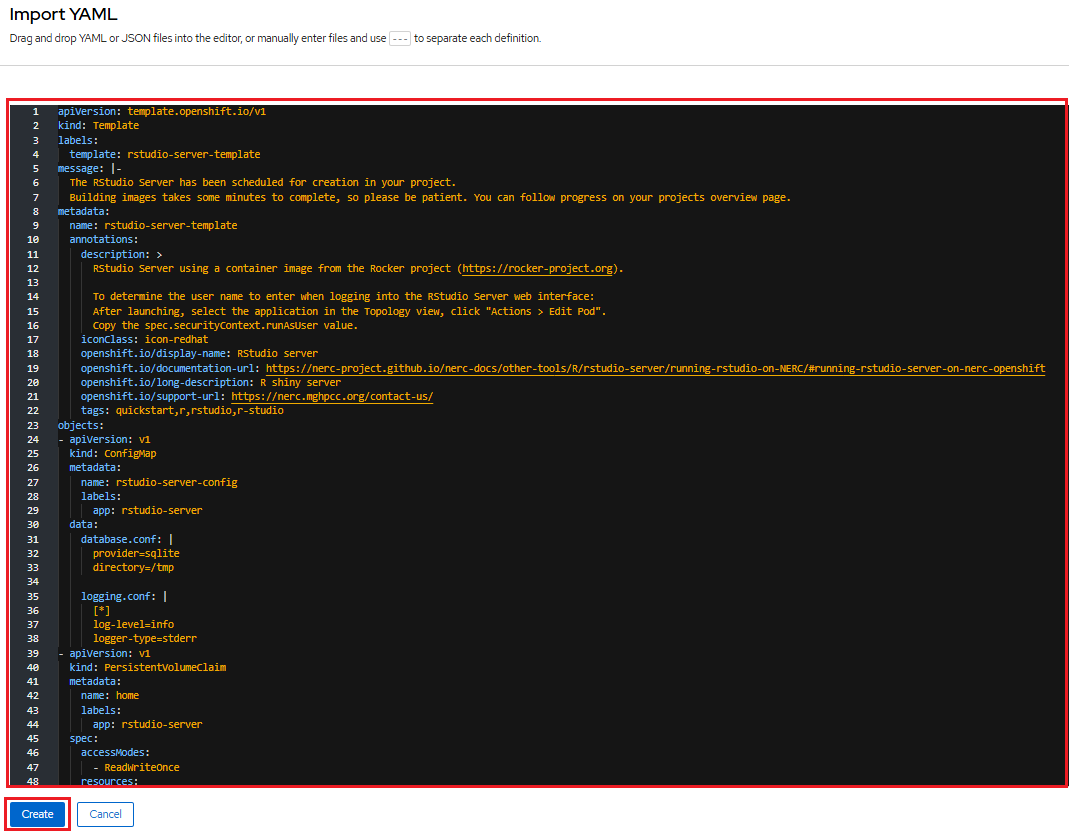 Import YAML
Drag and drop YAML or JSON files into the editor, or manually enter files and use --- to separate each definition.
1 apiVersion: template.openshift.io/v1
2 kind: Template
3 labels:
4   template: rstudio-server-template
5 message: |-
6   The RStudio Server has been scheduled for creation in your project.
7   Building images takes some minutes to complete, so please be patient. You can follow progress on your projects overview page.
8 metadata:
9   name: rstudio-server-template
10   annotations:
11     description: >
12       RStudio Server using a container image from the Rocker project (https://rocker-project.org).
13
14       To determine the user name to enter when logging into the RStudio Server web interface:
15       After launching, select the application in the Topology view, click "Actions > Edit Pod".
16       Copy the spec.securityContext.runAsUser value.
17     iconClass: icon-redhat
18     openshift.io/display-name: RStudio server
19     openshift.io/documentation-url: https://nerc-project.github.io/nerc-docs/other-tools/R/rstudio-server/running-rstudio-on-NERC/#running-rstudio-server-on-nerc-openshift
20     openshift.io/long-description: R shiny server
21     openshift.io/support-url: https://nerc.mghpcc.org/contact-us/
22     tags: quickstart,r,rstudio,r-studio
23 objects:
24 - apiVersion: v1
25   kind: ConfigMap
26   metadata:
27     name: rstudio-server-config
28     labels:
29       app: rstudio-server
30   data:
31     database.conf: |
32       provider=sqlite
33       directory=/tmp
34
35     logging.conf: |
36       [*]
37       log-level=info
38       logger-type=stderr
39 - apiVersion: v1
40   kind: PersistentVolumeClaim
41   metadata:
42     name: home
43     labels:
44       app: rstudio-server
45   spec:
46     accessModes:
47       - ReadWriteOnce
48     resources:
Create Cancel